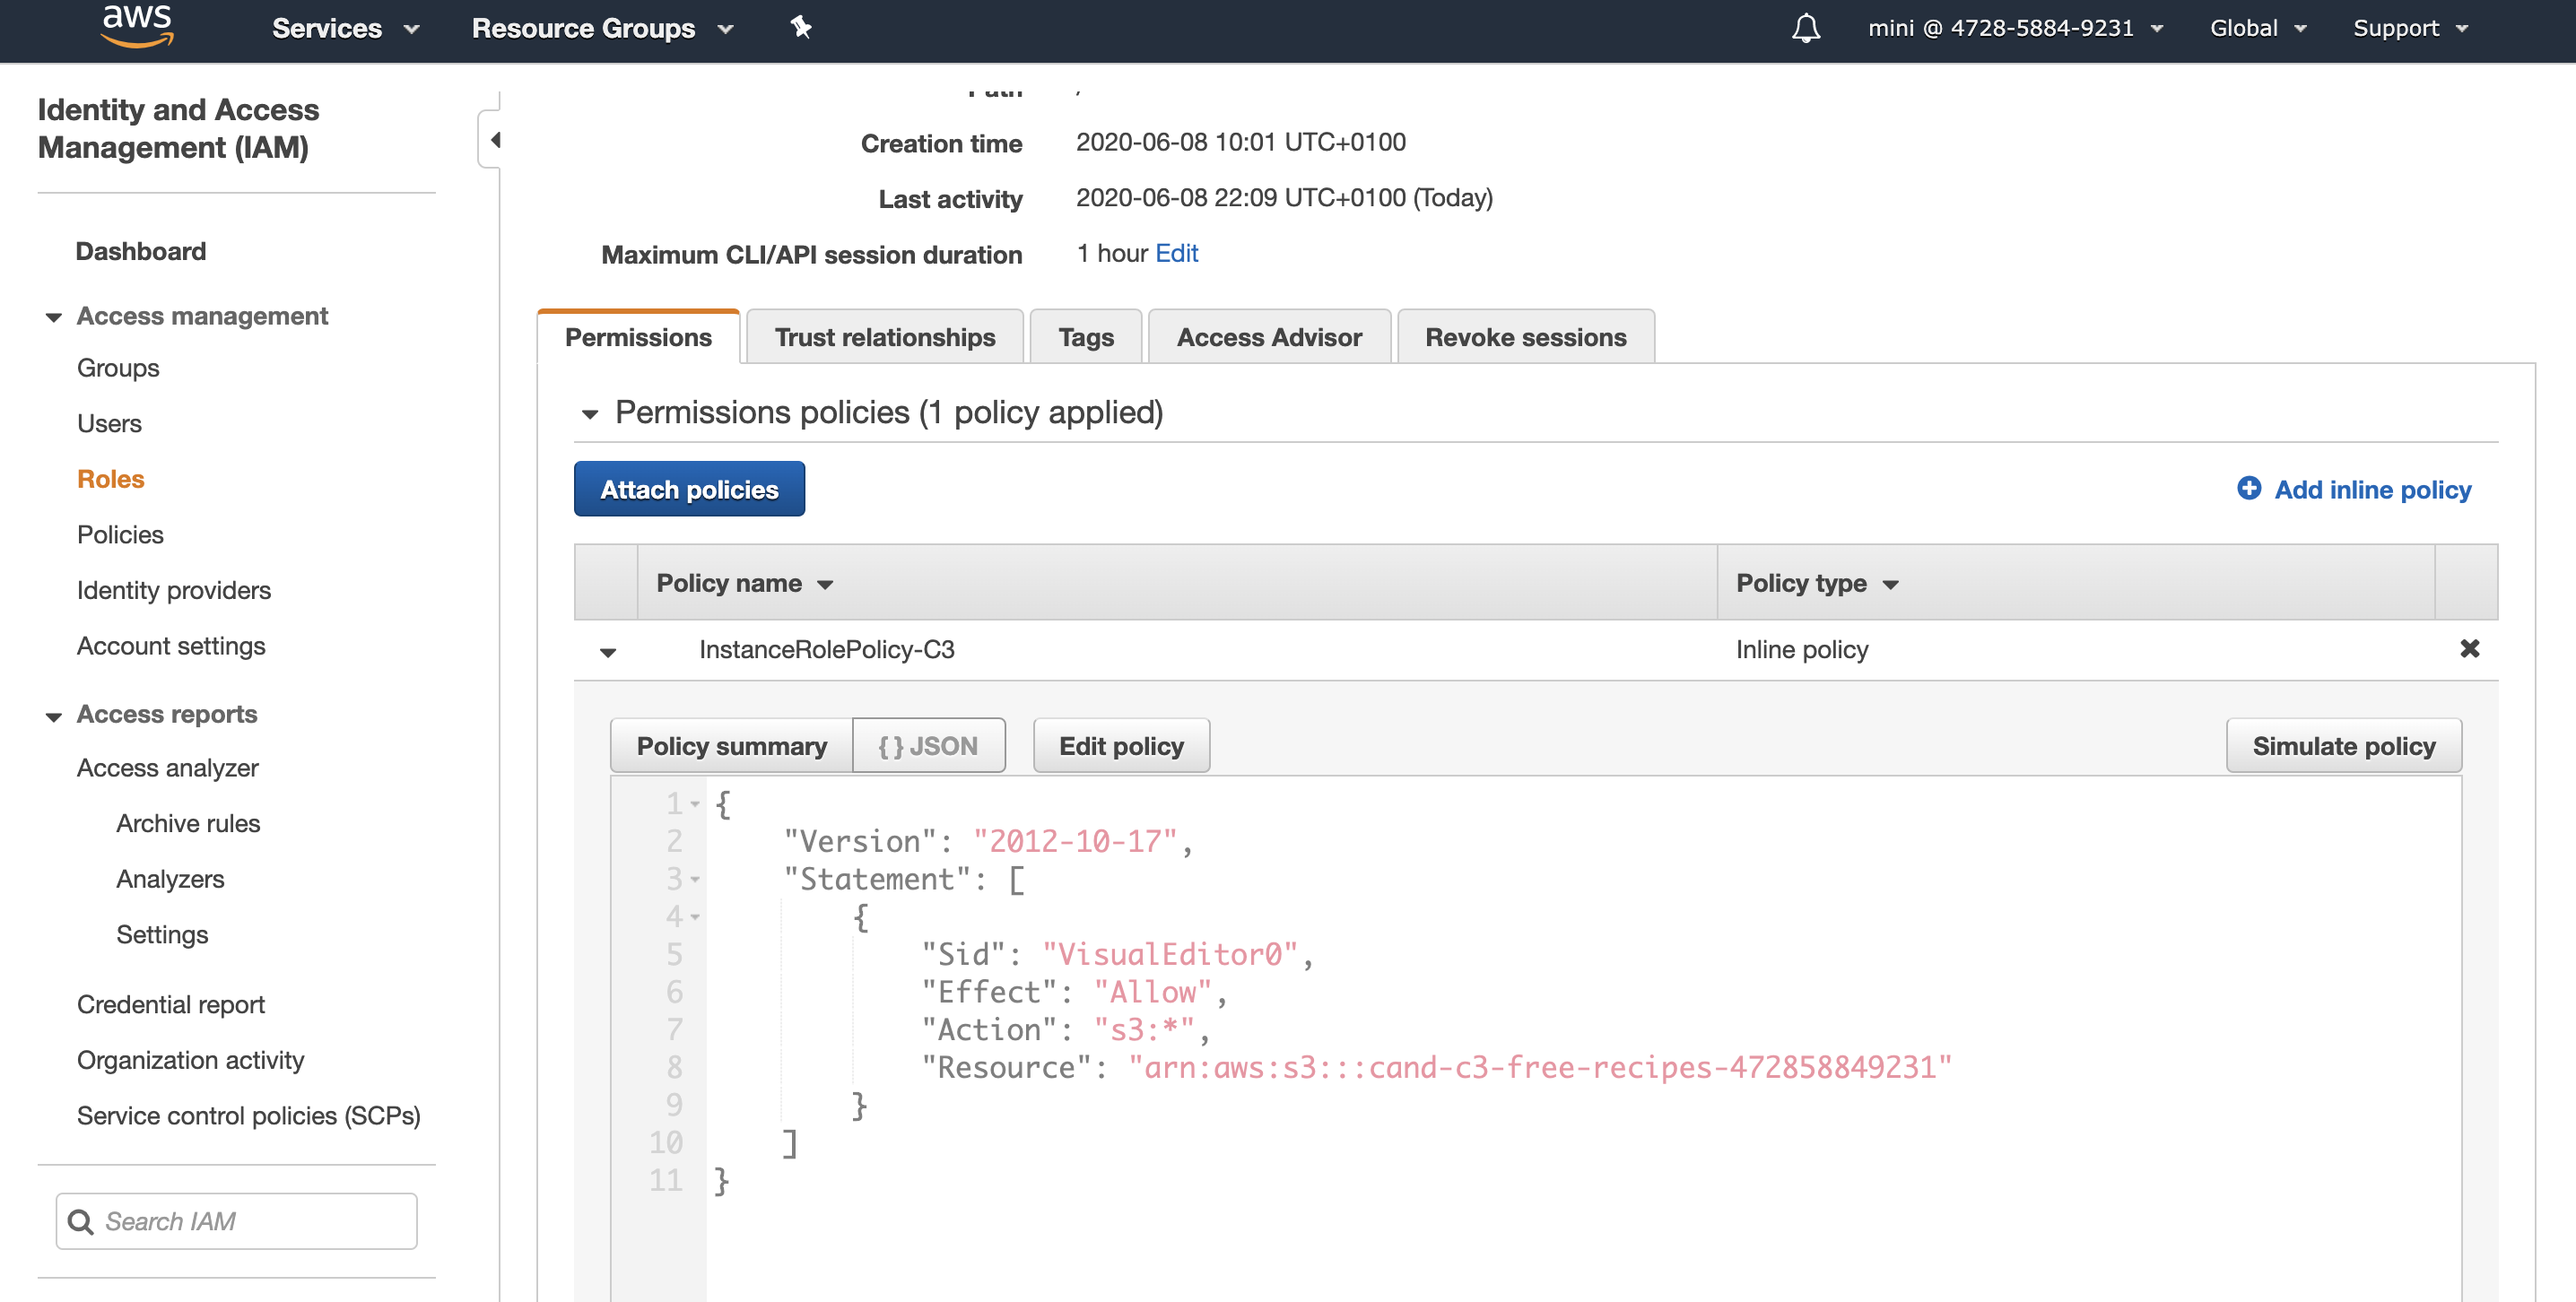 aws
Services
Resource Groups
mini @ 4728-5884-9231
Global
Support
Identity and Access
Management (IAM)
Dashboard
Access management
Groups
Users
Roles
Policies
Identity providers
Account settings
Access reports
Access analyzer
Archive rules
Analyzers
Settings
Credential report
Organization activity
Service control policies (SCPs)
Search IAM
Path /
Creation time 2020-06-08 10:01 UTC+0100
Last activity 2020-06-08 22:09 UTC+0100 (Today)
Maximum CLI/API session duration 1 hour Edit
Permissions
Trust relationships
Tags
Access Advisor
Revoke sessions
Permissions policies (1 policy applied)
Attach policies
Add inline policy
Policy name
Policy type
InstanceRolePolicy-C3
Inline policy
Policy summary
{ } JSON
Edit policy
Simulate policy
1 {
2     "Version": "2012-10-17",
3     "Statement": [
4         {
5             "Sid": "VisualEditor0",
6             "Effect": "Allow",
7             "Action": "s3:*",
8             "Resource": "arn:aws:s3:::cand-c3-free-recipes-472858849231"
9         }
10     ]
11 }